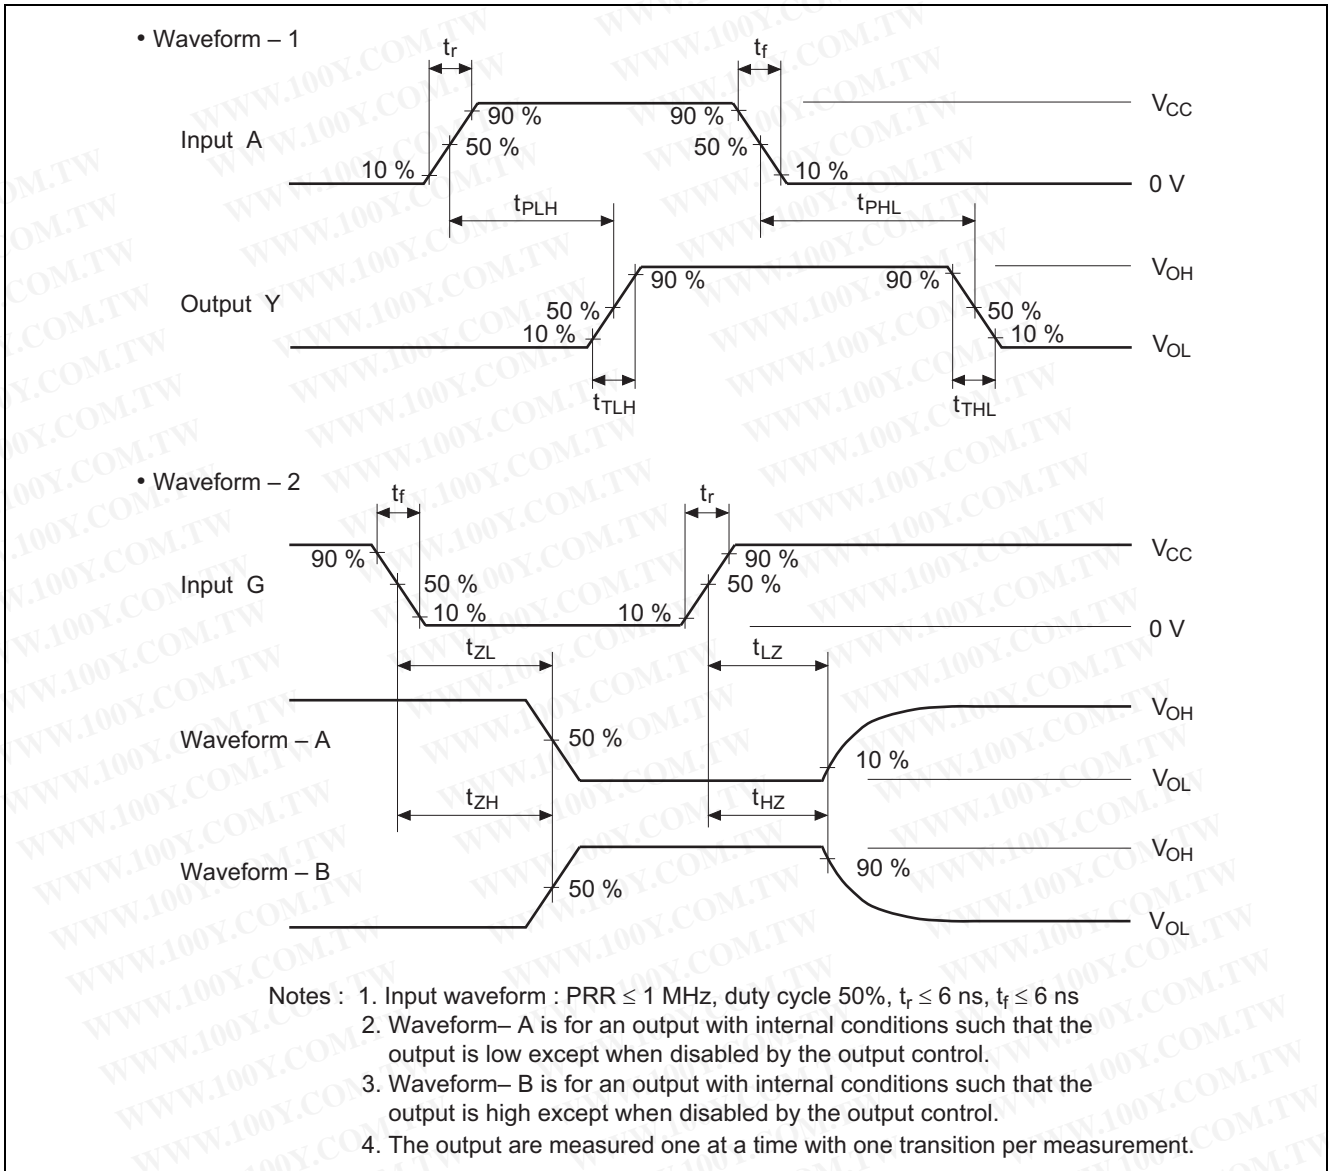 • Waveform – 1
tr
tf
Input A
10 %
50 %
90 %
90 %
50 %
10 %
VCC
0 V
tPLH
tPHL
Output Y
10 %
50 %
90 %
90 %
50 %
10 %
VOH
VOL
tTLH
tTHL
• Waveform – 2
tf
tr
Input G
90 %
50 %
10 %
10 %
50 %
90 %
VCC
0 V
tZL
tLZ
Waveform – A
50 %
10 %
VOH
VOL
tZH
tHZ
Waveform – B
50 %
90 %
VOH
VOL
Notes : 1. Input waveform : PRR ≤ 1 MHz, duty cycle 50%, tr ≤ 6 ns, tf ≤ 6 ns
2. Waveform– A is for an output with internal conditions such that the
output is low except when disabled by the output control.
3. Waveform– B is for an output with internal conditions such that the
output is high except when disabled by the output control.
4. The output are measured one at a time with one transition per measurement.
WWW.100Y.COM.TW